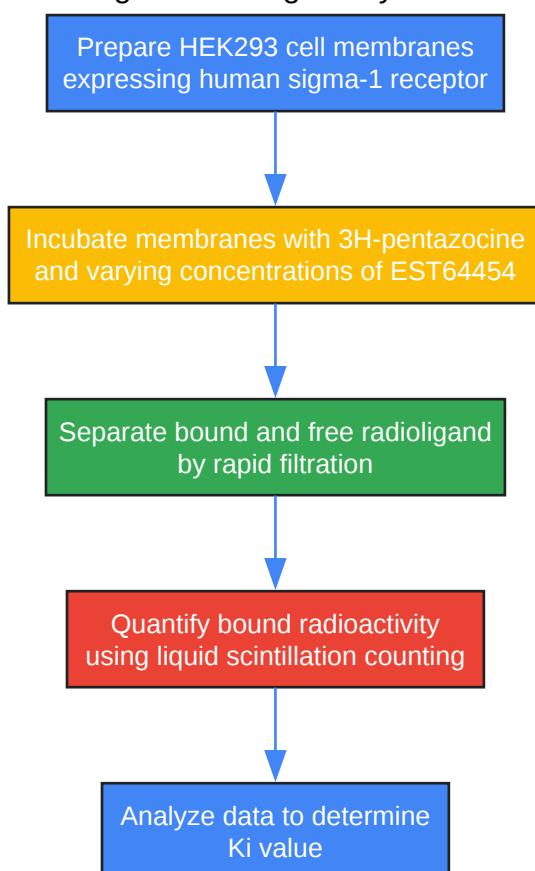 Prepare HEK293 cell membranes
expressing human sigma-1 receptor
Incubate membranes with 3H-pentazocine
and varying concentrations of EST64454
Separate bound and free radioligand
by rapid filtration
Quantify bound radioactivity
using liquid scintillation counting
Analyze data to determine
Ki value